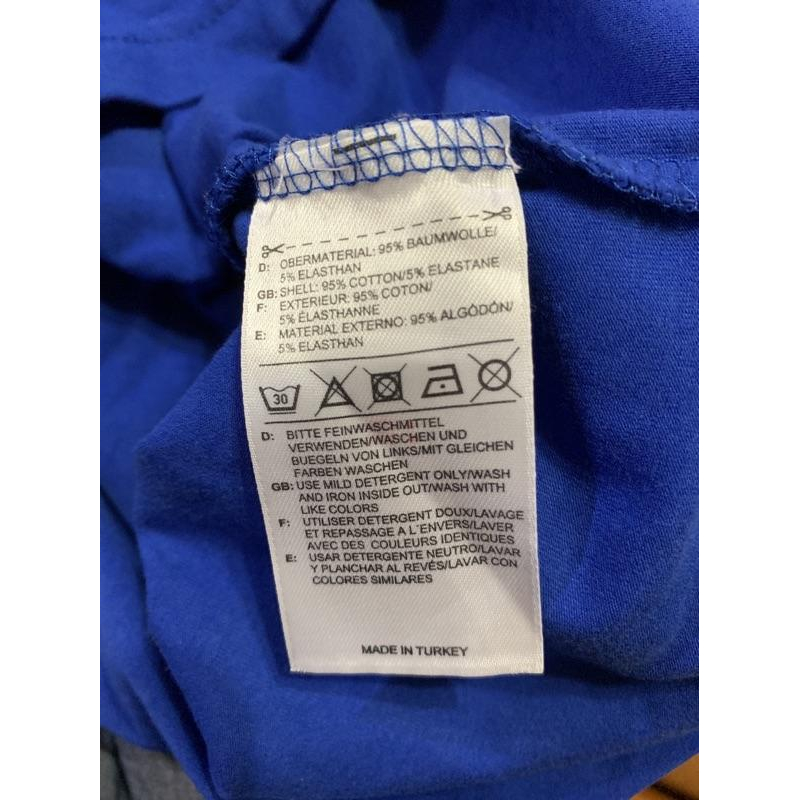 D: OBERMATERIAL: 95% BAUMWOLLE/
5% ELASTHAN
GB: SHELL: 95% COTTON/5% ELASTANE
F: EXTERIEUR: 95% COTON/
5% ÉLASTHANNE
E: MATERIAL EXTERNO: 95% ALGODÓN/
5% ELASTHAN
30
D: BITTE FEINWASCHMITTEL
VERWENDEN/WASCHEN UND
BUEGELN VON LINKS/MIT GLEICHEN
FARBEN WASCHEN
GB: USE MILD DETERGENT ONLY/WASH
AND IRON INSIDE OUT/WASH WITH
LIKE COLORS
F: UTILISER DETERGENT DOUX/LAVAGE
ET REPASSAGE A L'ENVERS/LAVER
AVEC DES COULEURS IDENTIQUES
E: USAR DETERGENTE NEUTRO/LAVAR
Y PLANCHAR AL REVÉS/LAVAR CON
COLORES SIMILARES
MADE IN TURKEY